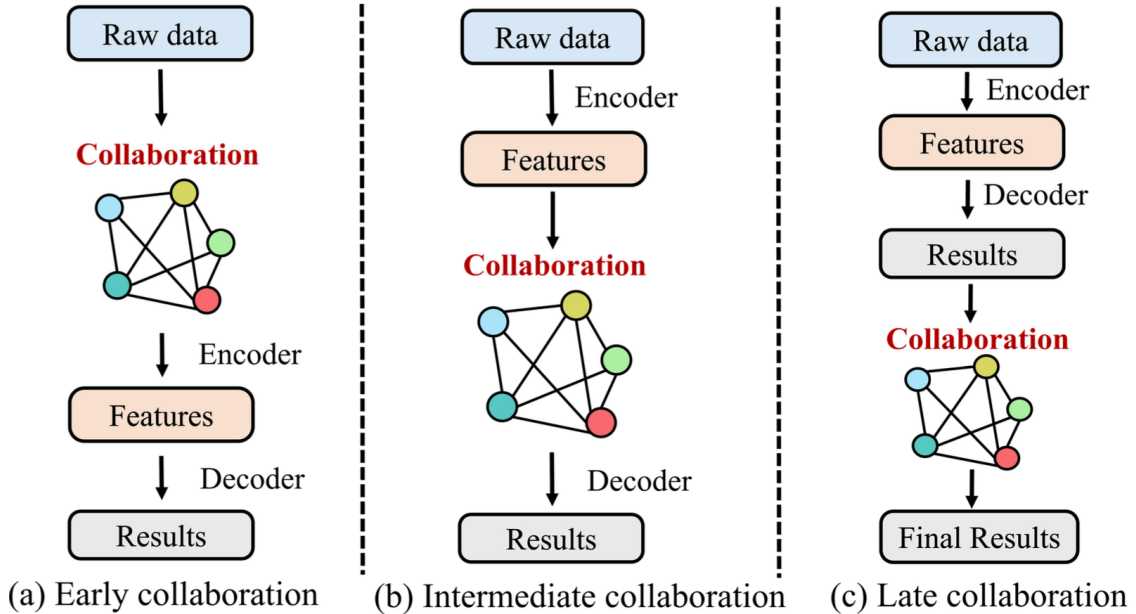 Raw data
Collaboration
Encoder
Features
Decoder
Results
(a) Early collaboration
Raw data
Encoder
Features
Collaboration
Decoder
Results
(b) Intermediate collaboration
Raw data
Encoder
Features
Decoder
Results
Collaboration
Final Results
(c) Late collaboration